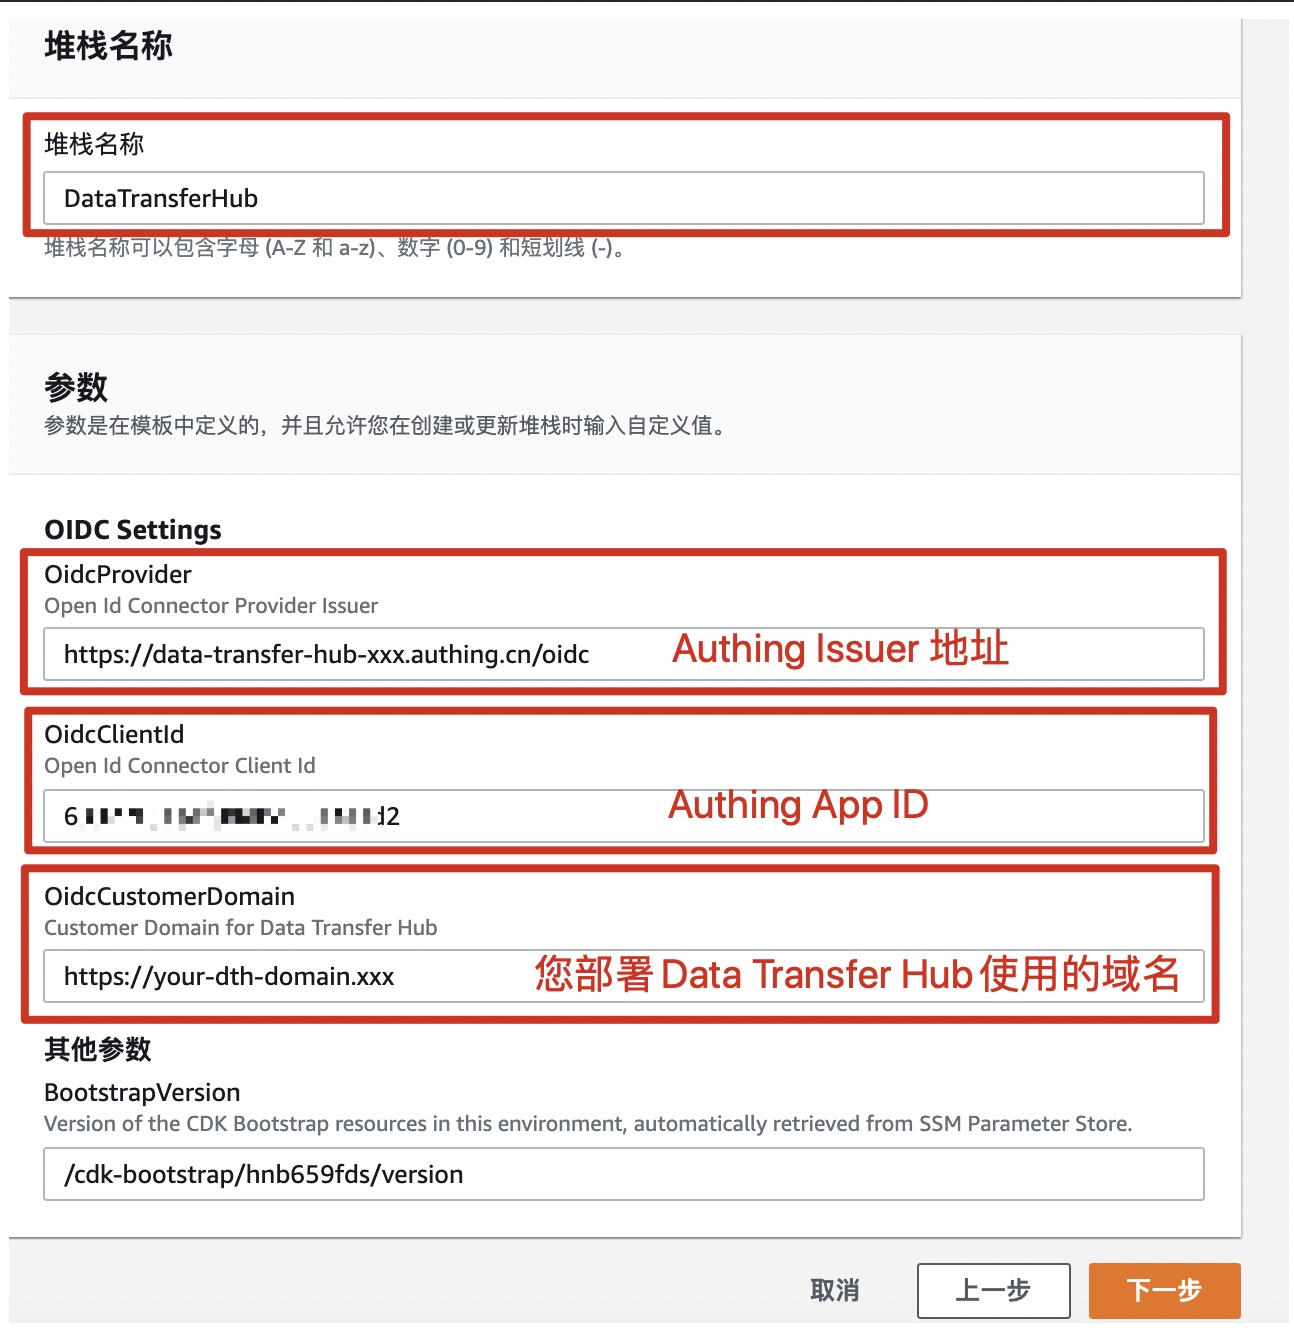 堆栈名称
堆栈名称
DataTransferHub
堆栈名称可以包含字母 (A-Z 和 a-z)、数字 (0-9) 和短划线 (-)。
参数
参数是在模板中定义的，并且允许您在创建或更新堆栈时输入自定义值。
OIDC Settings
OidcProvider
Open Id Connector Provider Issuer
https://data-transfer-hub-xxx.authing.cn/oidc Authing Issuer 地址
OidcClientId
Open Id Connector Client Id
Authing App ID
OidcCustomerDomain
Customer Domain for Data Transfer Hub
https://your-dth-domain.xxx 您部署Data Transfer Hub使用的域名
其他参数
BootstrapVersion
Version of the CDK Bootstrap resources in this environment, automatically retrieved from SSM Parameter Store.
/cdk-bootstrap/hnb659fds/version
取消 上一步 下一步